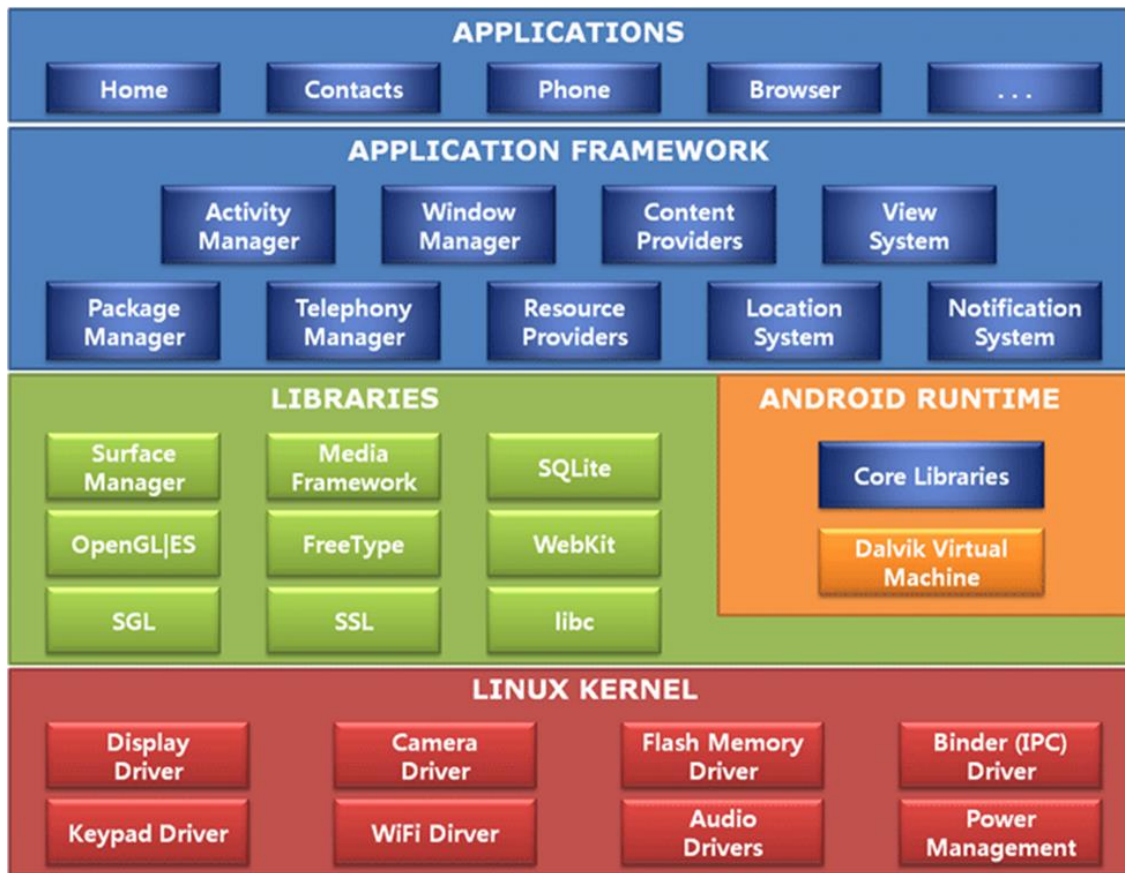 APPLICATIONS
Home
Contacts
Phone
Browser
. . .
APPLICATION FRAMEWORK
Activity
Manager
Window
Manager
Content
Providers
View
System
Package
Manager
Telephony
Manager
Resource
Providers
Location
System
Notification
System
LIBRARIES
Surface
Manager
Media
Framework
SQLite
OpenGL|ES
FreeType
WebKit
SGL
SSL
libc
ANDROID RUNTIME
Core Libraries
Dalvik Virtual
Machine
LINUX KERNEL
Display
Driver
Camera
Driver
Flash Memory
Driver
Binder (IPC)
Driver
Keypad Driver
WiFi Dirver
Audio
Drivers
Power
Management